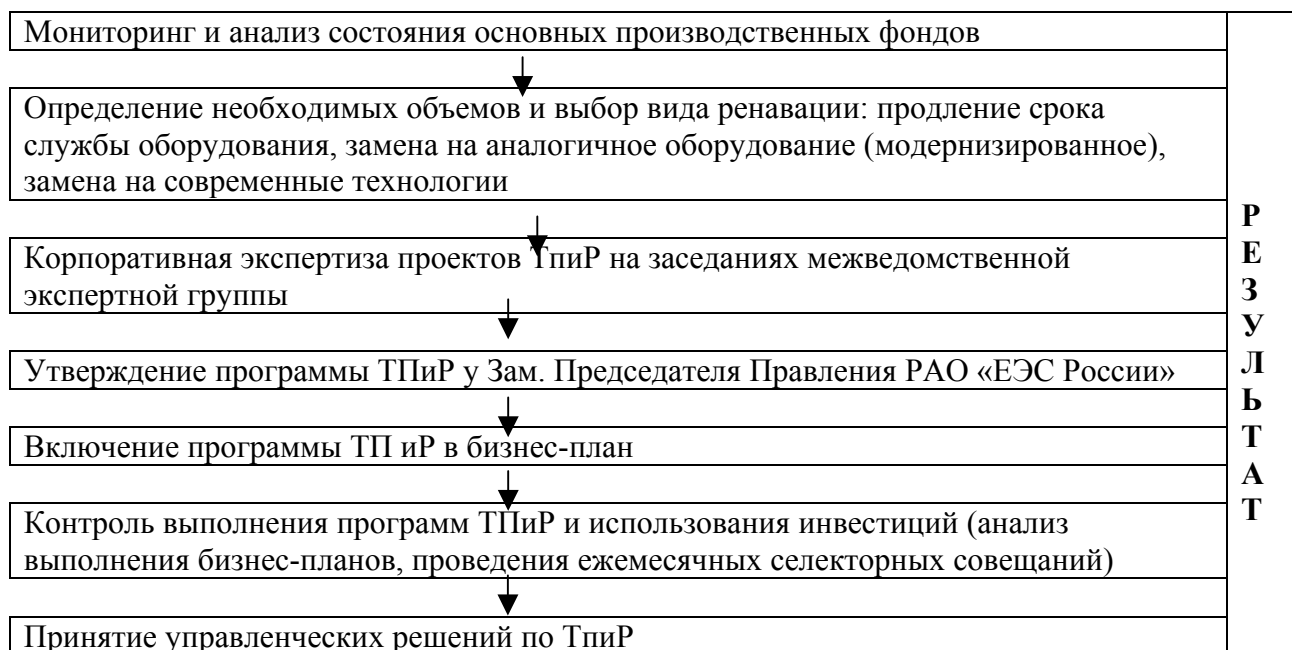 Мониторинг и анализ состояния основных производственных фондов
Определение необходимых объемов и выбор вида ренавации: продление срока
службы оборудования, замена на аналогичное оборудование (модернизированное),
замена на современные технологии
Корпоративная экспертиза проектов ТпиР на заседаниях межведомственной
экспертной группы
Утверждение программы ТПиР у Зам. Председателя Правления РАО «ЕЭС России»
Включение программы ТП иР в бизнес-план
Контроль выполнения программ ТПиР и использования инвестиций (анализ
выполнения бизнес-планов, проведения ежемесячных селекторных совещаний)
Принятие управленческих решений по ТпиР
Р
Е
З
У
Л
Ь
Т
А
Т